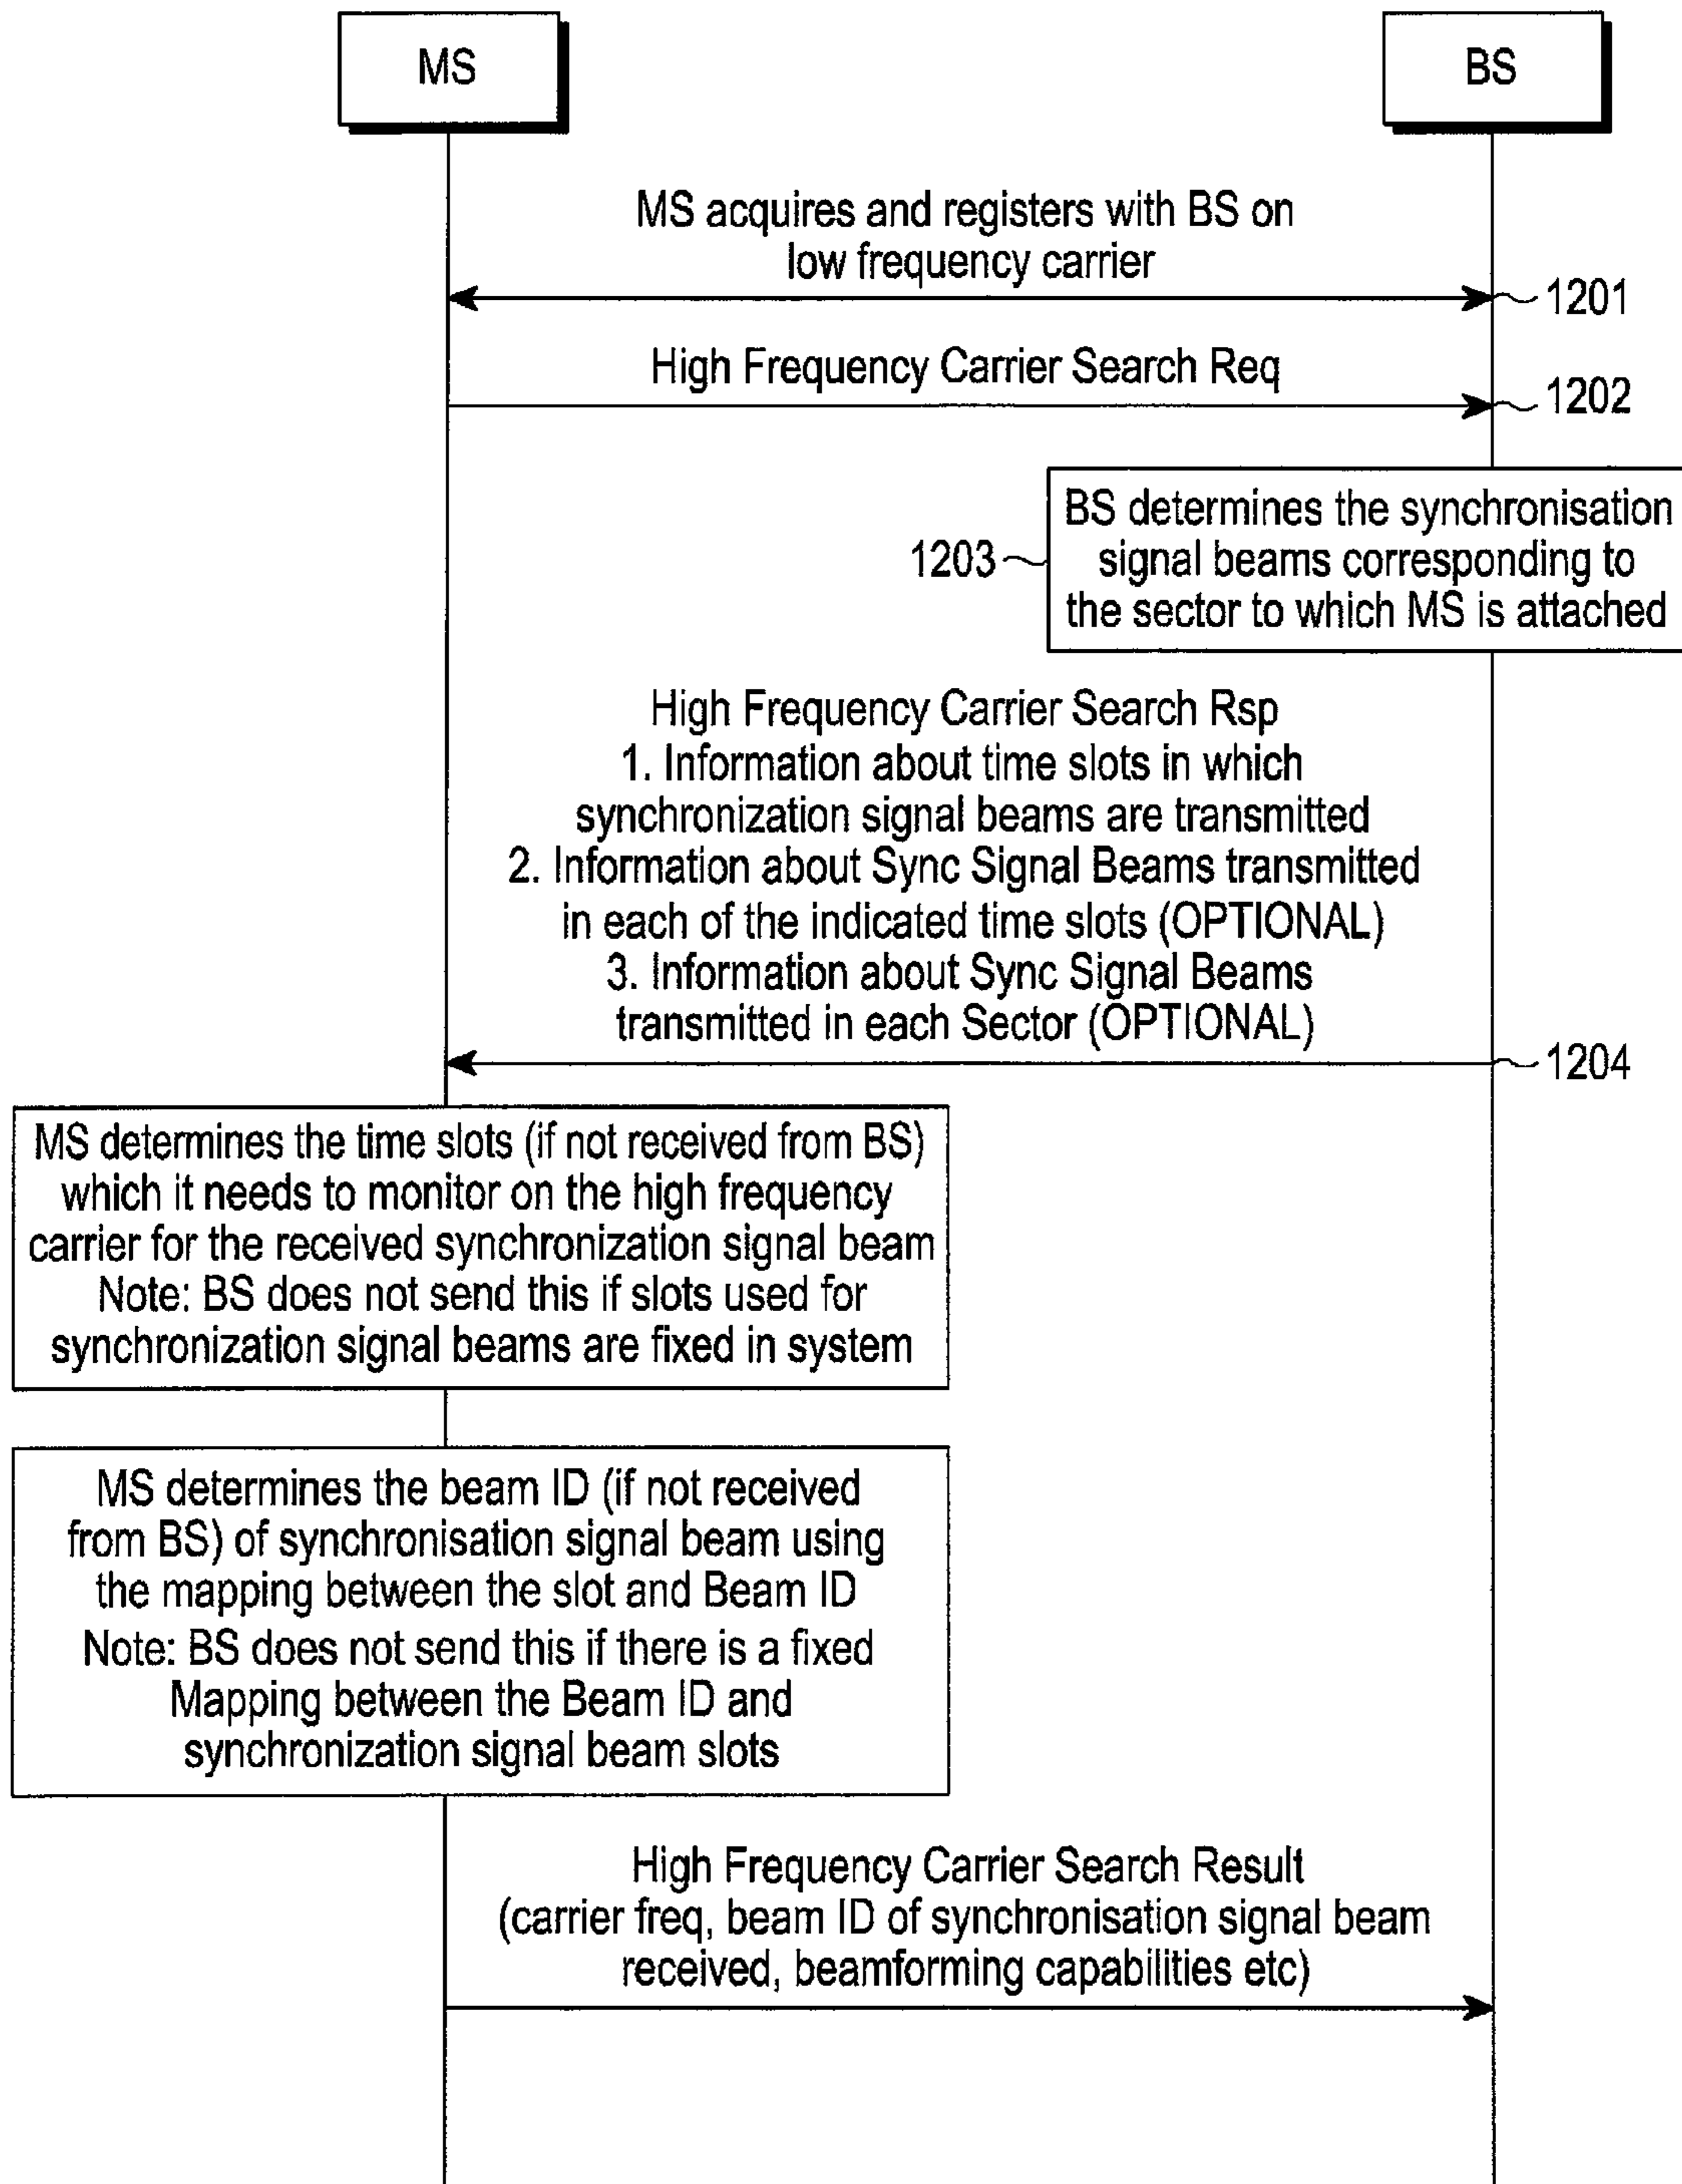 MS
BS
MS acquires and registers with BS on
low frequency carrier
1201
High Frequency Carrier Search Req
1202
BS determines the synchronisation
signal beams corresponding to
the sector to which MS is attached
1203
High Frequency Carrier Search Rsp
1. Information about time slots in which
synchronization signal beams are transmitted
2. Information about Sync Signal Beams transmitted
in each of the indicated time slots (OPTIONAL)
3. Information about Sync Signal Beams
transmitted in each Sector (OPTIONAL)
1204
MS determines the time slots (if not received from BS)
which it needs to monitor on the high frequency
carrier for the received synchronization signal beam
Note: BS does not send this if slots used for
synchronization signal beams are fixed in system
MS determines the beam ID (if not received
from BS) of synchronisation signal beam using
the mapping between the slot and Beam ID
Note: BS does not send this if there is a fixed
Mapping between the Beam ID and
synchronization signal beam slots
High Frequency Carrier Search Result
(carrier freq, beam ID of synchronisation signal beam
received, beamforming capabilities etc)